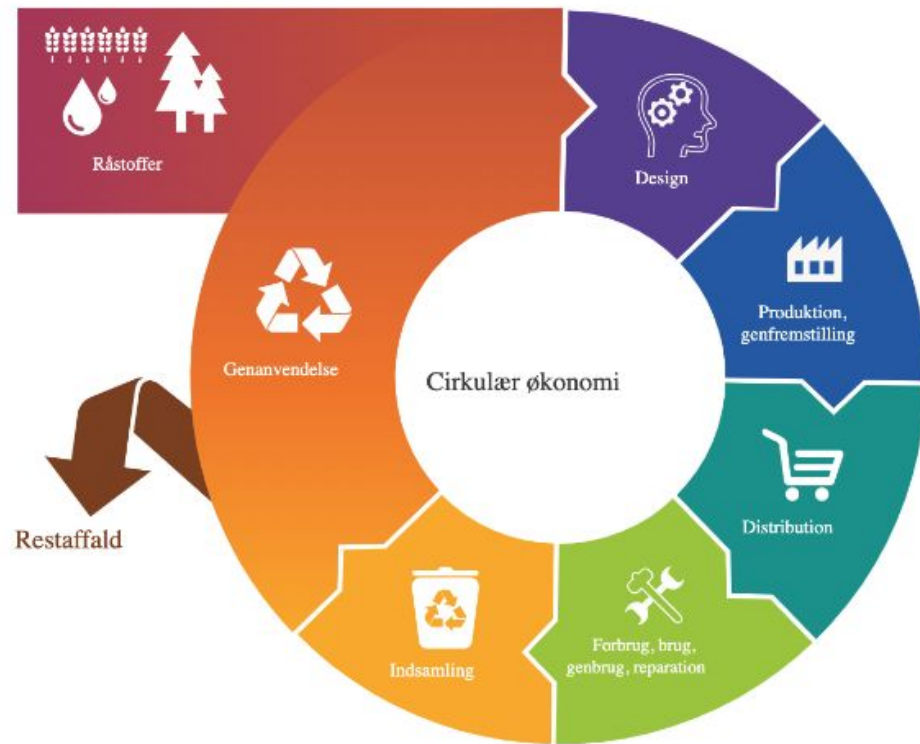 Råstoffer
Design
Produktion,
genfremstilling
Genanvendelse
Cirkulær økonomi
Distribution
Restaffald
Forbrug, brug,
genbrug, reparation
Indsamling